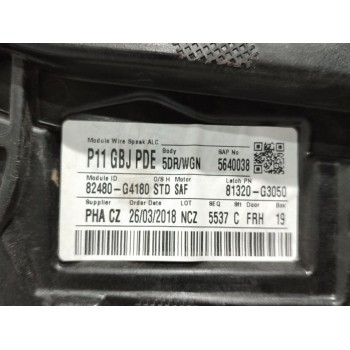 Module Wire Speak.ALC Body SAP No
P11 GBJ PDE 5DR/WGN 5640038
Module ID O/S H Motor Latch PN
82480-G4180 STD SAF 81320-G3050
Supplier Order Date LOT SEQ Sft Door Box
PHA CZ 26/03/2018 NCZ 5537 C FRH 19